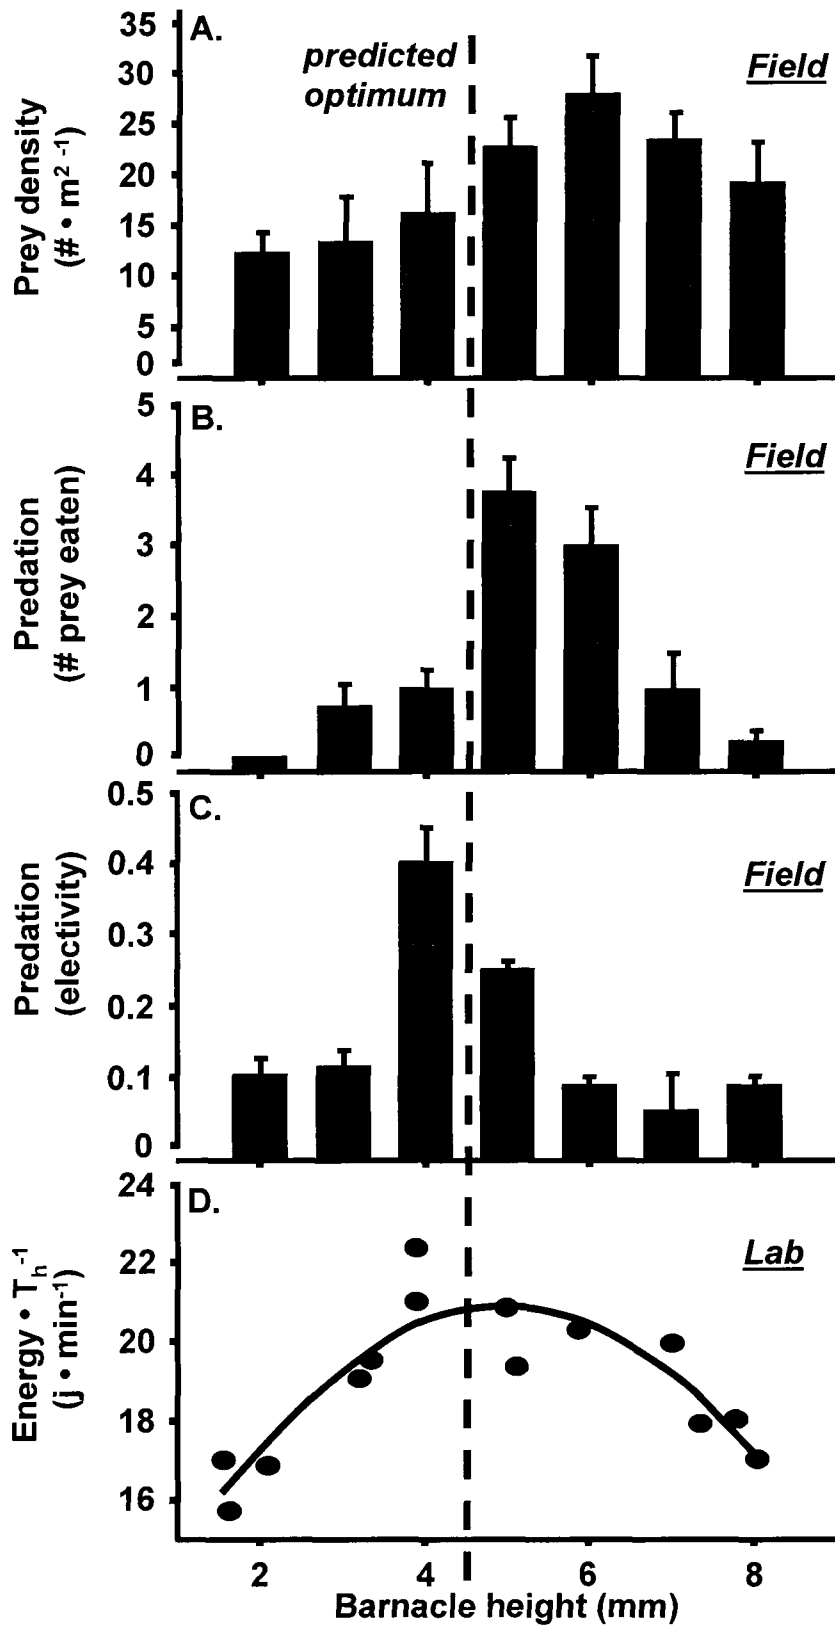 A.
predicted
optimum
Field
Prey density
(# • m² ⁻¹)
35
30
25
20
15
10
5
0
B.
Field
Predation
(# prey eaten)
5
4
3
2
1
0
C.
Field
Predation
(electivity)
0.5
0.4
0.3
0.2
0.1
0
D.
Lab
Energy • Tₕ⁻¹
(j • min⁻¹)
24
22
20
18
16
2 4 6 8
Barnacle height (mm)